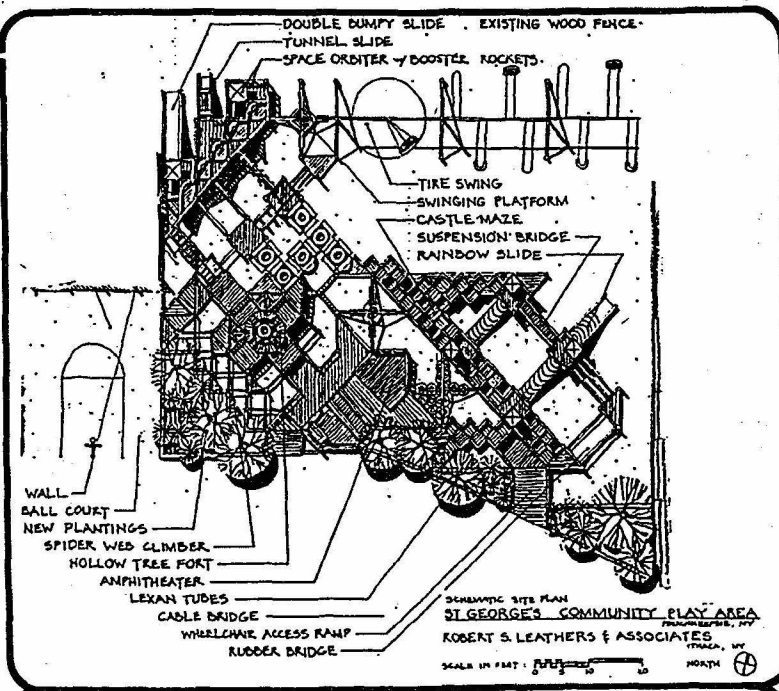 DOUBLE BUMPY SLIDE
EXISTING WOOD FENCE
TUNNEL SLIDE
SPACE ORBITER W/ BOOSTER ROCKETS
TIRE SWING
SWINGING PLATFORM
CASTLE MAZE
SUSPENSION BRIDGE
RAINBOW SLIDE
WALL
BALL COURT
NEW PLANTINGS
SPIDER WEB CLIMBER
HOLLOW TREE FORT
AMPHITHEATER
LEXAN TUBES
CABLE BRIDGE
WHEELCHAIR ACCESS RAMP
RUBBER BRIDGE
SCHEMATIC SITE PLAN
ST GEORGE'S COMMUNITY PLAY AREA
POUGHKEEPSIE, NY
ROBERT S. LEATHERS & ASSOCIATES
ITHACA, NY
SCALE IN FEET: 0 5 10 20
NORTH